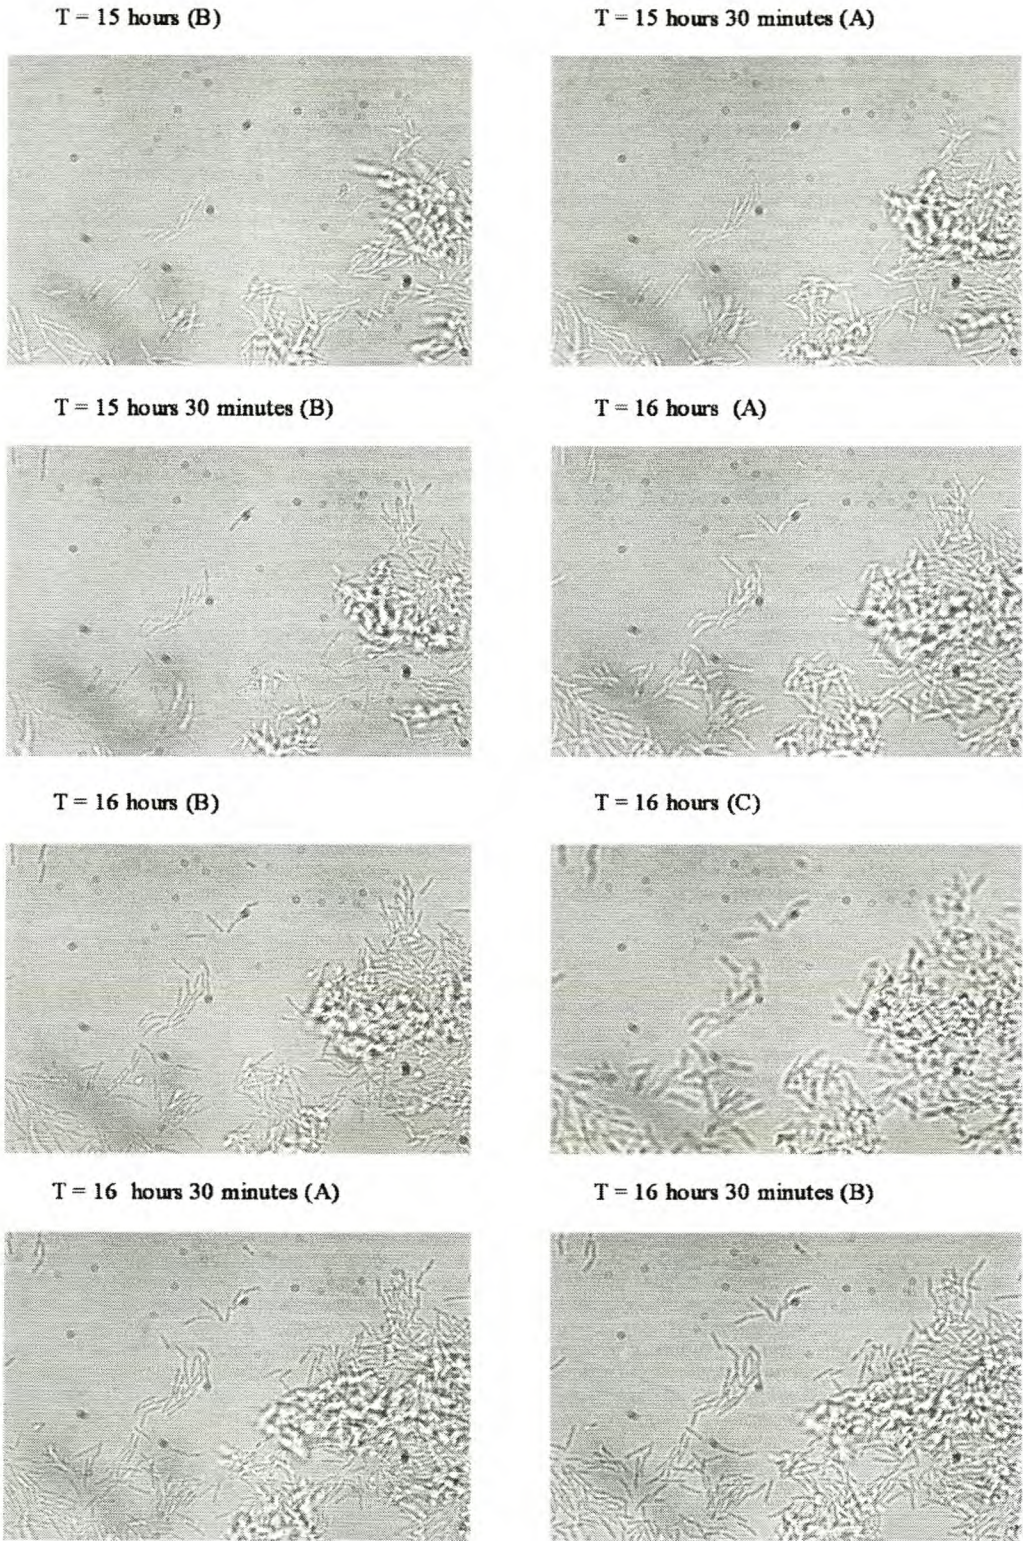 T = 15 hours (B)
T = 15 hours 30 minutes (A)
T = 15 hours 30 minutes (B)
T = 16 hours (A)
T = 16 hours (B)
T = 16 hours (C)
T = 16 hours 30 minutes (A)
T = 16 hours 30 minutes (B)